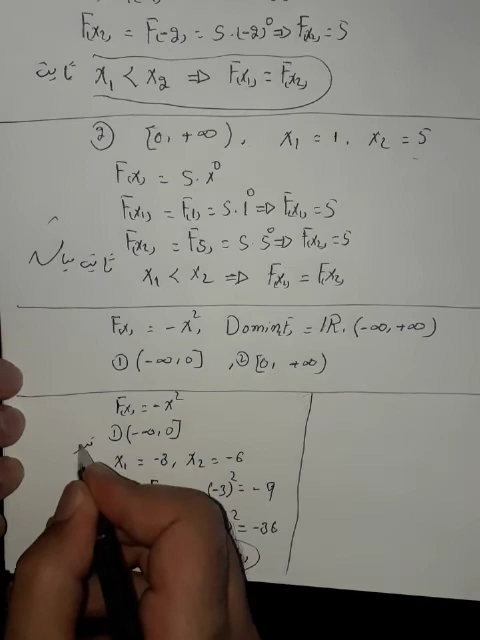 F(x₂) = F(-2) = 5·(-2)⁰ ⇒ F(x₂) = 5
ثابت x₁ < x₂ ⇒ F(x₁) = F(x₂)
② [0, +∞), x₁ = 1, x₂ = 5
F(x) = 5·x⁰
F(x₁) = F(1) = 5·1⁰ ⇒ F(x₁) = 5
F(x₂) = F(5) = 5·5⁰ ⇒ F(x₂) = 5
ثابت
x₁ < x₂ ⇒ F(x₁) = F(x₂)
F(x) = -x², Domint, = IR, (-∞, +∞)
① (-∞, 0], ② [0, +∞)
F(x) = -x²
① (-∞, 0]
x₁ = -3, x₂ = -6
(-3)² = -9
² = -36